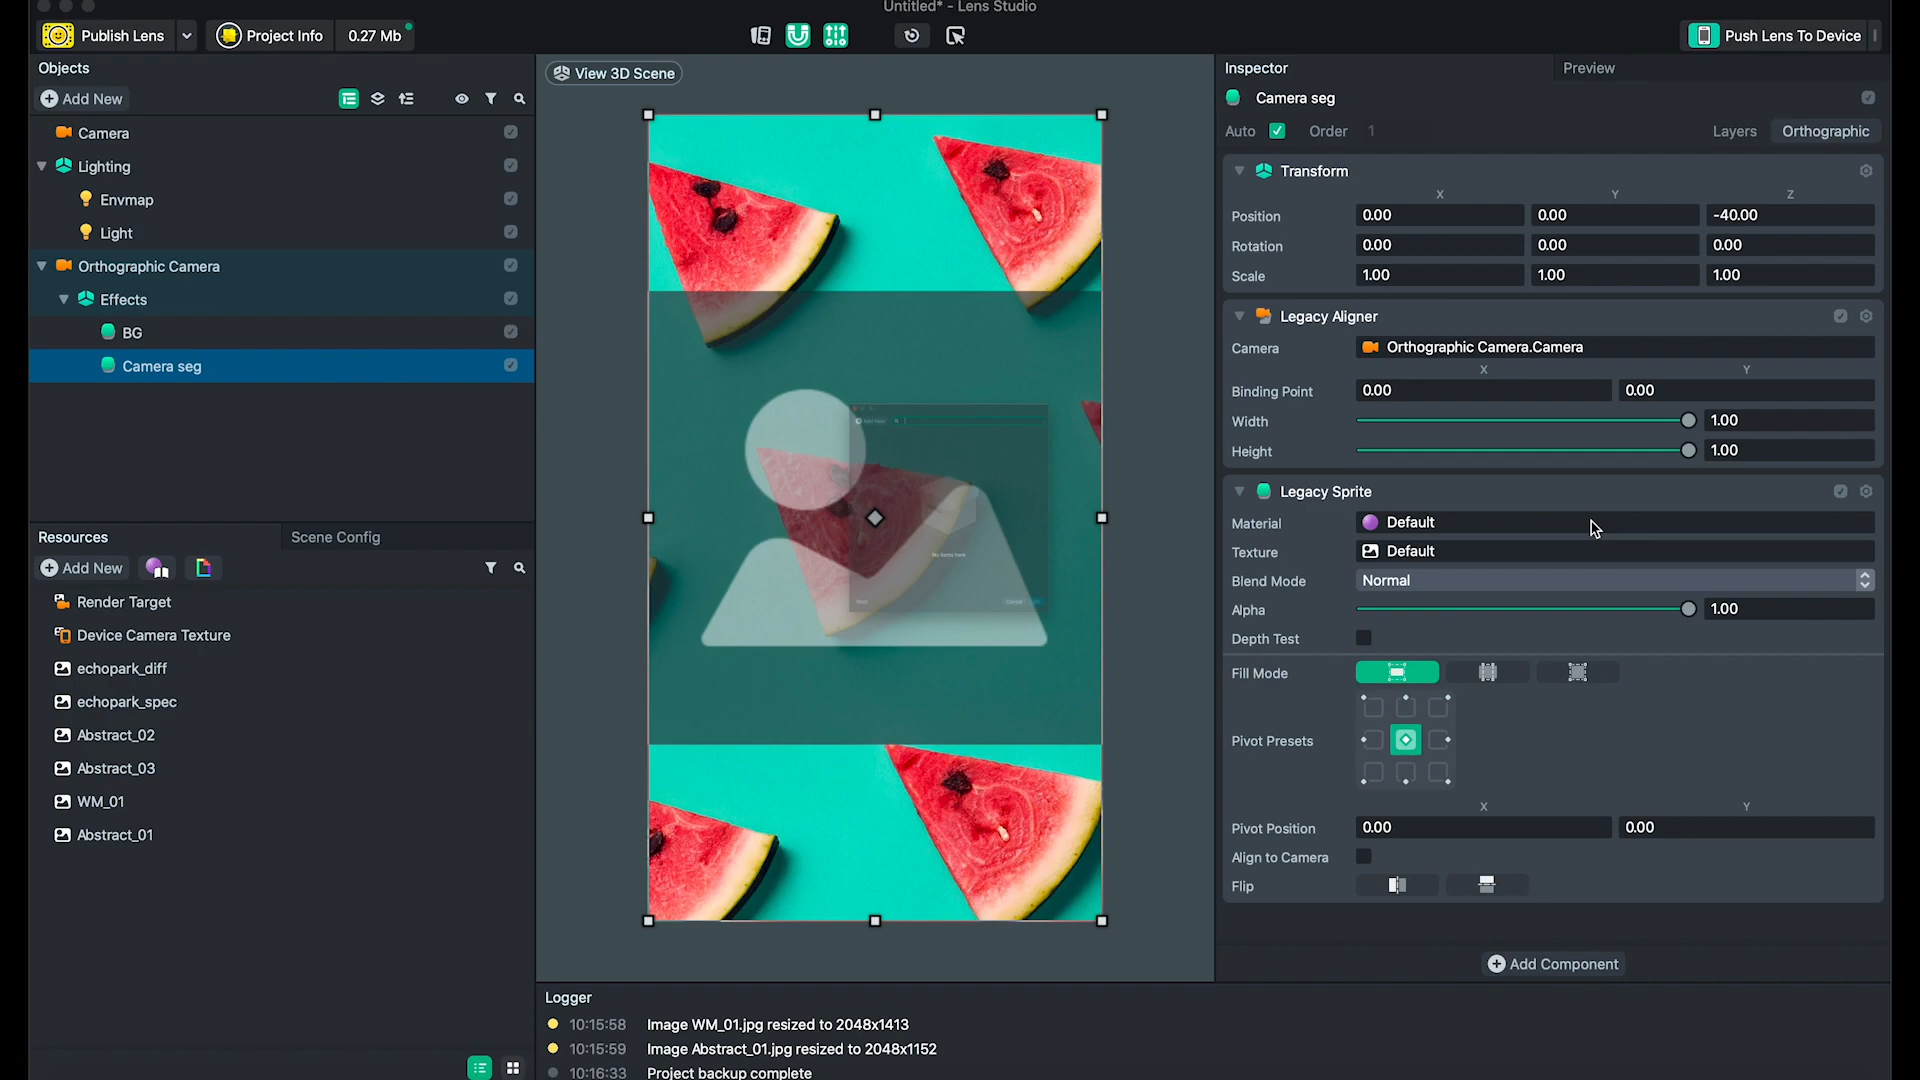 Untitled* - Lens Studio
Publish Lens
Project Info
0.27 Mb
Push Lens To Device
Objects
Add New
Camera
Lighting
Envmap
Light
Orthographic Camera
Effects
BG
Camera seg
Resources
Scene Config
Add New
Render Target
Device Camera Texture
echopark_diff
echopark_spec
Abstract_02
Abstract_03
WM_01
Abstract_01
View 3D Scene
Add New
No items here
Cancel
Logger
10:15:58 Image WM_01.jpg resized to 2048x1413
10:15:59 Image Abstract_01.jpg resized to 2048x1152
10:16:33 Project backup complete
Inspector
Preview
Camera seg
Auto
Order 1
Layers Orthographic
Transform
X Y Z
Position 0.00 0.00 -40.00
Rotation 0.00 0.00 0.00
Scale 1.00 1.00 1.00
Legacy Aligner
Camera Orthographic Camera.Camera
X Y
Binding Point 0.00 0.00
Width 1.00
Height 1.00
Legacy Sprite
Material Default
Texture Default
Blend Mode Normal
Alpha 1.00
Depth Test
Fill Mode
Pivot Presets
X Y
Pivot Position 0.00 0.00
Align to Camera
Flip
Add Component